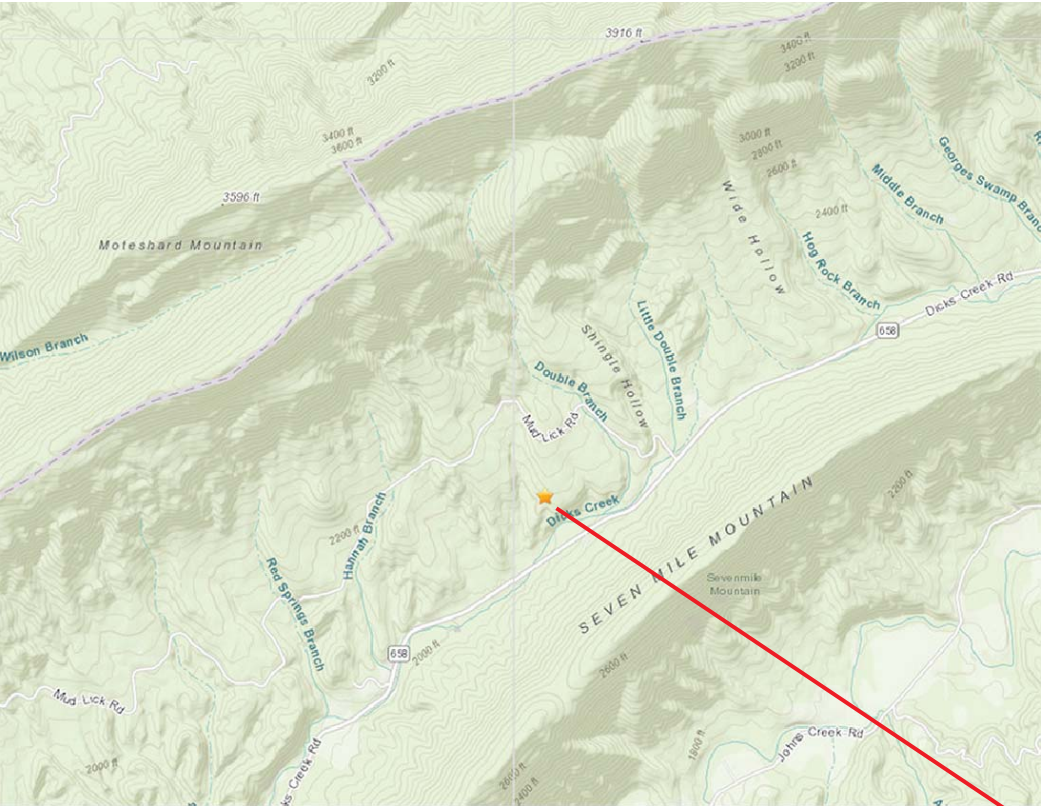 3916 ft
3400 ft
3200 ft
3200 ft
3400 ft
3600 ft
3000 ft
2800 ft
2600 ft
Georges Swamp Branc
Middle Branch
3596 ft
Wide Hollow
2400 ft
Moteshard Mountain
Hog Rock Branch
Dicks Creek Rd
658
Wilson Branch
Little Double Branch
Shingle Hollow
Double Branch
Mud Lick Rd
Dicks Creek
2200 ft
SEVEN MILE MOUNTAIN
2200 ft
Hannah Branch
Sevenmile
Mountain
Red Springs Branch
658
2000 ft
2600 ft
Mud Lick Rd
1800 ft
Johns Creek Rd
2000 ft
ks Creek Rd
2600 ft
2400 ft